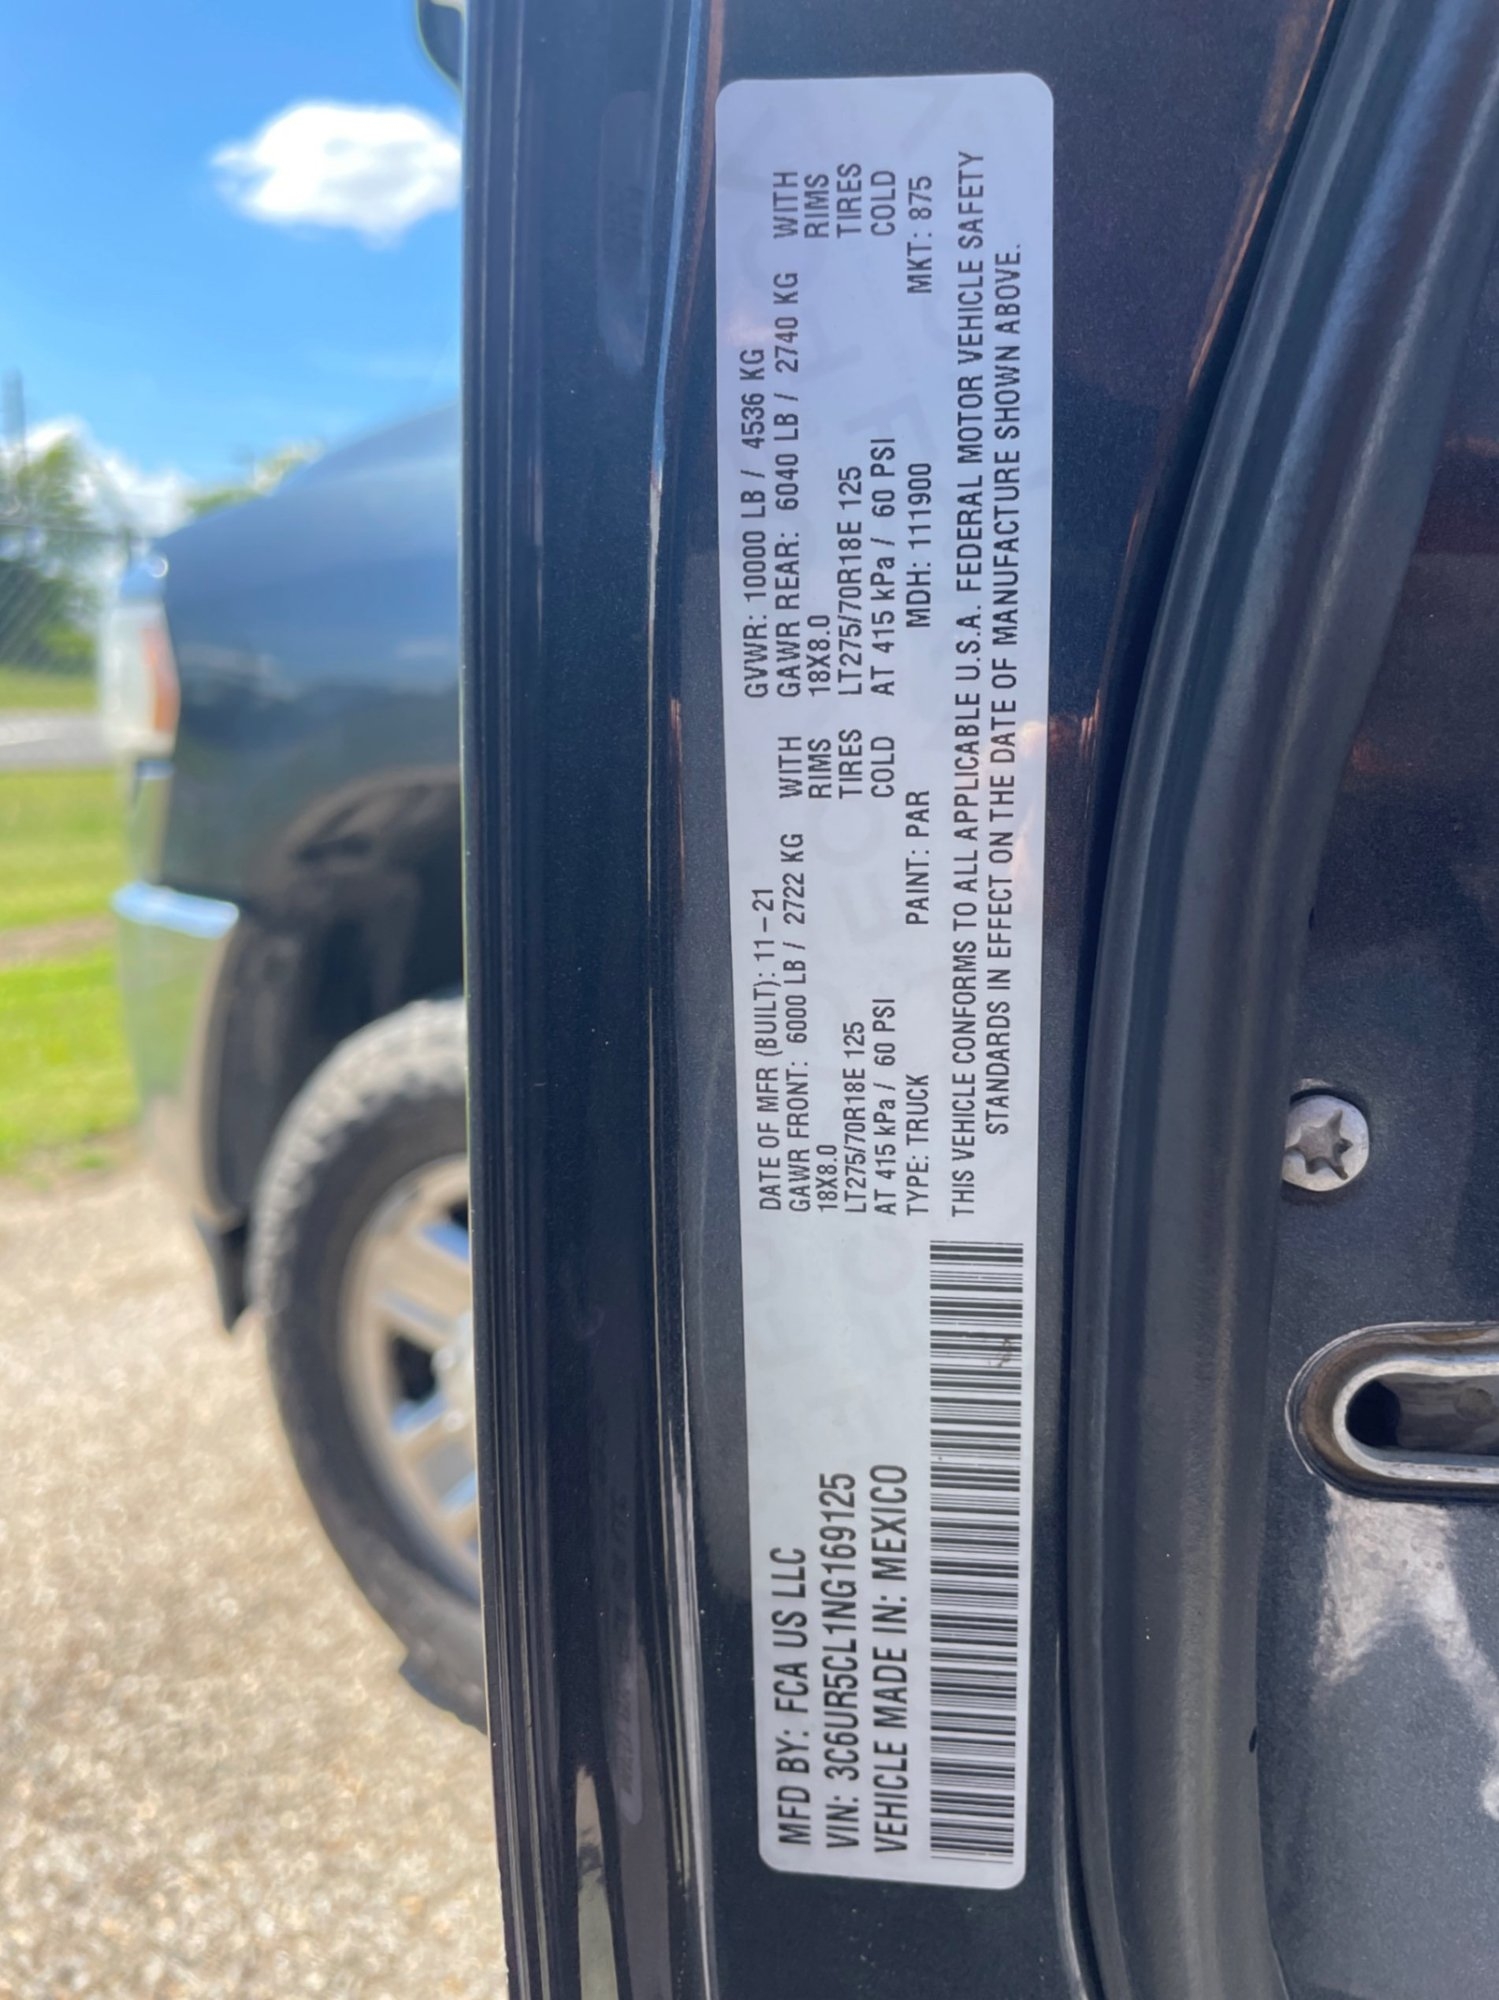 DATE OF MFR (BUILT): 11-21 GVWR: 10000 LB / 4536 KG
GAWR FRONT: 6000 LB / 2722 KG WITH GAWR REAR: 6040 LB / 2740 KG WITH
18X8.0 RIMS 18X8.0 RIMS
LT275/70R18E 125 TIRES LT275/70R18E 125 TIRES
AT 415 kPa / 60 PSI COLD AT 415 kPa / 60 PSI COLD
TYPE: TRUCK PAINT: PAR MDH: 111900 MKT: 875
THIS VEHICLE CONFORMS TO ALL APPLICABLE U.S.A. FEDERAL MOTOR VEHICLE SAFETY
STANDARDS IN EFFECT ON THE DATE OF MANUFACTURE SHOWN ABOVE.
MFD BY: FCA US LLC
VIN: 3C6UR5CL1NG169125
VEHICLE MADE IN: MEXICO